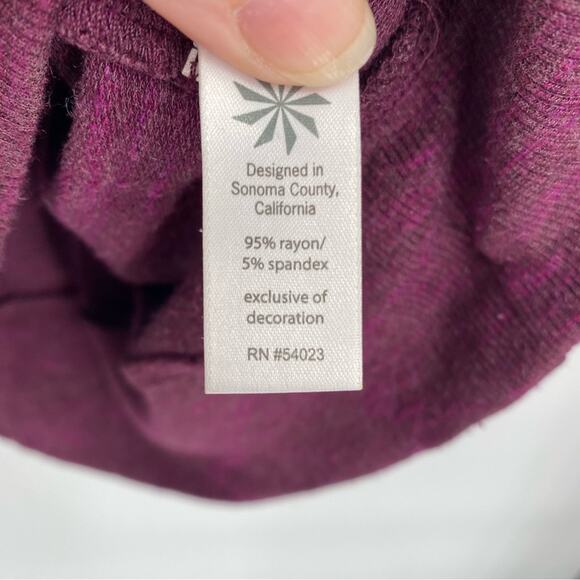 Designed in
Sonoma County,
California
95% rayon/
5% spandex
exclusive of
decoration
RN #54023